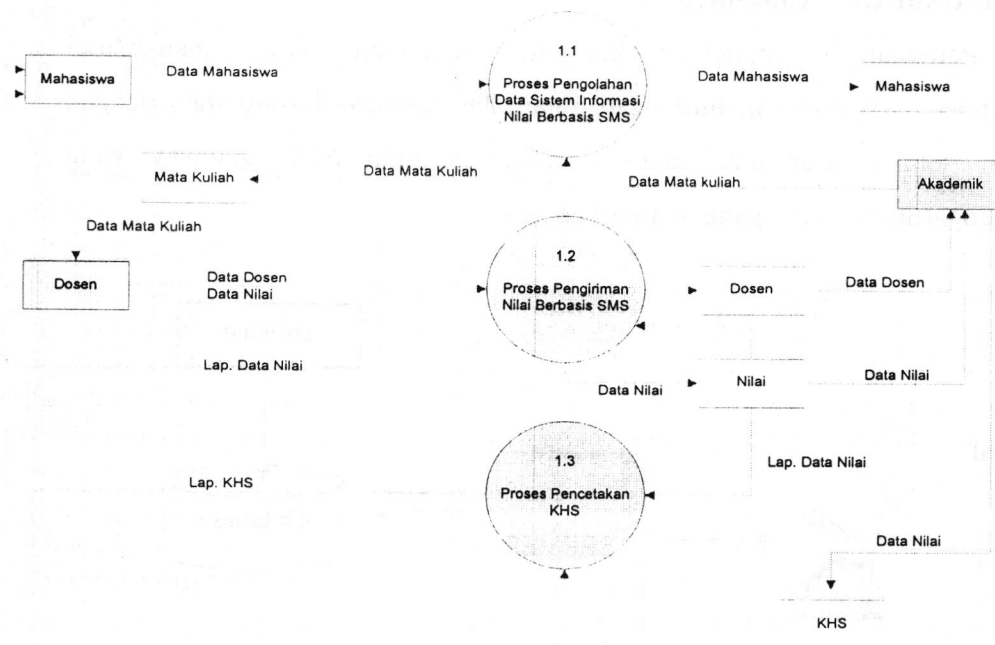 1.1
Mahasiswa
Data Mahasiswa
Proses Pengolahan
Data Sistem Informasi
Nilai Berbasis SMS
Data Mahasiswa
Mahasiswa
Mata Kuliah
Data Mata Kuliah
Data Mata kuliah
Akademik
Data Mata Kuliah
1.2
Dosen
Data Dosen
Data Nilai
Proses Pengiriman
Nilai Berbasis SMS
Dosen
Data Dosen
Lap. Data Nilai
Data Nilai
Nilai
Data Nilai
1.3
Lap. KHS
Proses Pencetakan
KHS
Lap. Data Nilai
Data Nilai
KHS